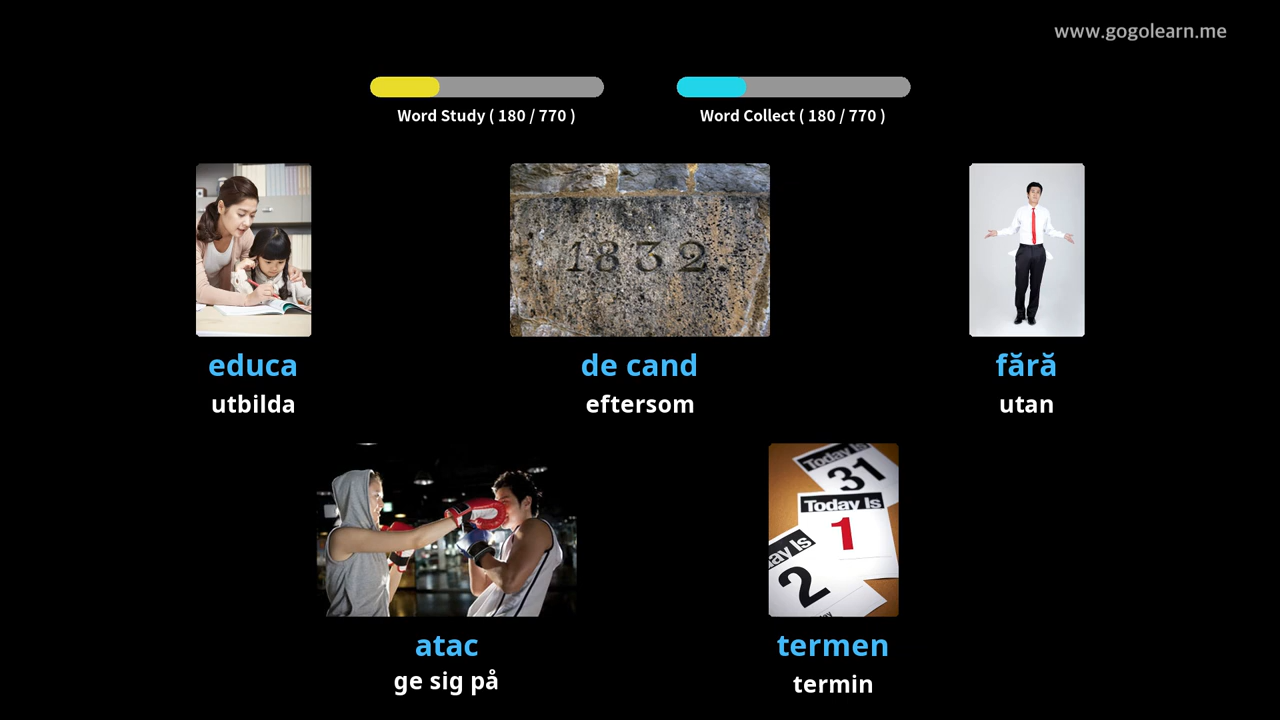 www.gogolearn.me
Word Study ( 180 / 770 )
Word Collect ( 180 / 770 )
1832.
educa
utbilda
de cand
eftersom
fără
utan
Today Is
31
Today Is
1
ay Is
2
atac
ge sig på
termen
termin